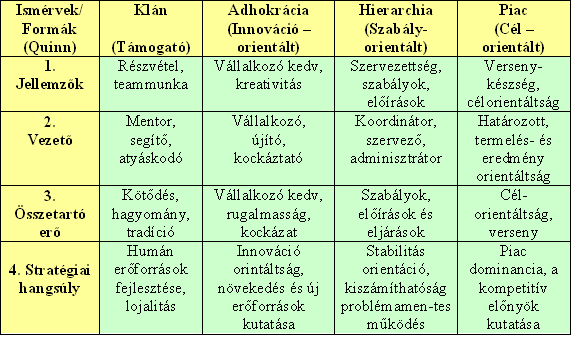 Ismérvek/
Formák
(Quinn)
Klán
(Támogató)
Adhokrácia
(Innováció –
orientált)
Hierarchia
(Szabály-
orientált)
Piac
(Cél –
orientált)
1.
Jellemzők
Részvétel,
teammunka
Vállalkozó kedv,
kreativitás
Szervezettség,
szabályok,
előírások
Verseny-
készség,
célorientáltság
2.
Vezető
Mentor,
segítő,
atyáskodó
Vállalkozó,
újító,
kockáztató
Koordinátor,
szervező,
adminisztrátor
Határozott,
termelés- és
eredmény
orientáltság
3.
Összetartó
erő
Kötődés,
hagyomány,
tradíció
Vállalkozó kedv,
rugalmasság,
kockázat
Szabályok,
előírások és
eljárások
Cél-
orientáltság,
verseny
4. Stratégiai
hangsúly
Humán
erőforrások
fejlesztése,
lojalitás
Innováció
orintáltság,
növekedés és új
erőforrások
kutatása
Stabilitás
orientáció,
kiszámíthatóság
problémamen-tes
működés
Piac
dominancia, a
kompetitív
előnyök
kutatása